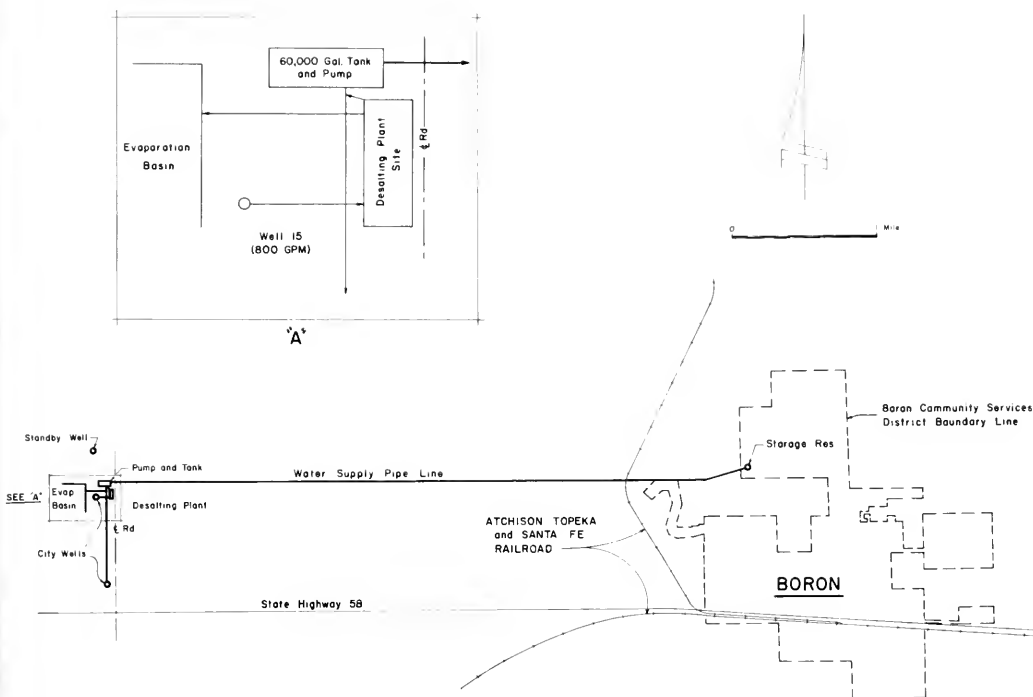 60,000 Gal. Tank
and Pump
Evaporation
Basin
Desalting Plant
Site
℄ Rd
Well 15
(800 GPM)
"A"
0
1 Mile
Standby Well
Pump and Tank
Water Supply Pipe Line
Storage Res
Boron Community Services
District Boundary Line
SEE "A"
Evap
Basin
Desalting Plant
℄ Rd
City Wells
ATCHISON TOPEKA
and SANTA FE
RAILROAD
BORON
State Highway 58